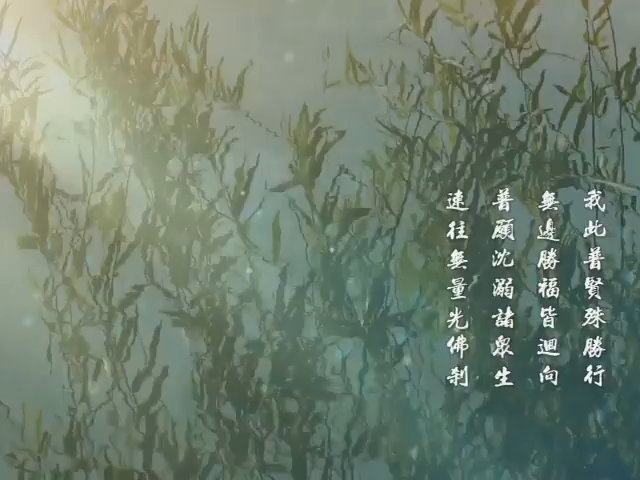 我此普賢殊勝行
無邊勝福皆迴向
普願沈溺諸眾生
速往無量光佛剎